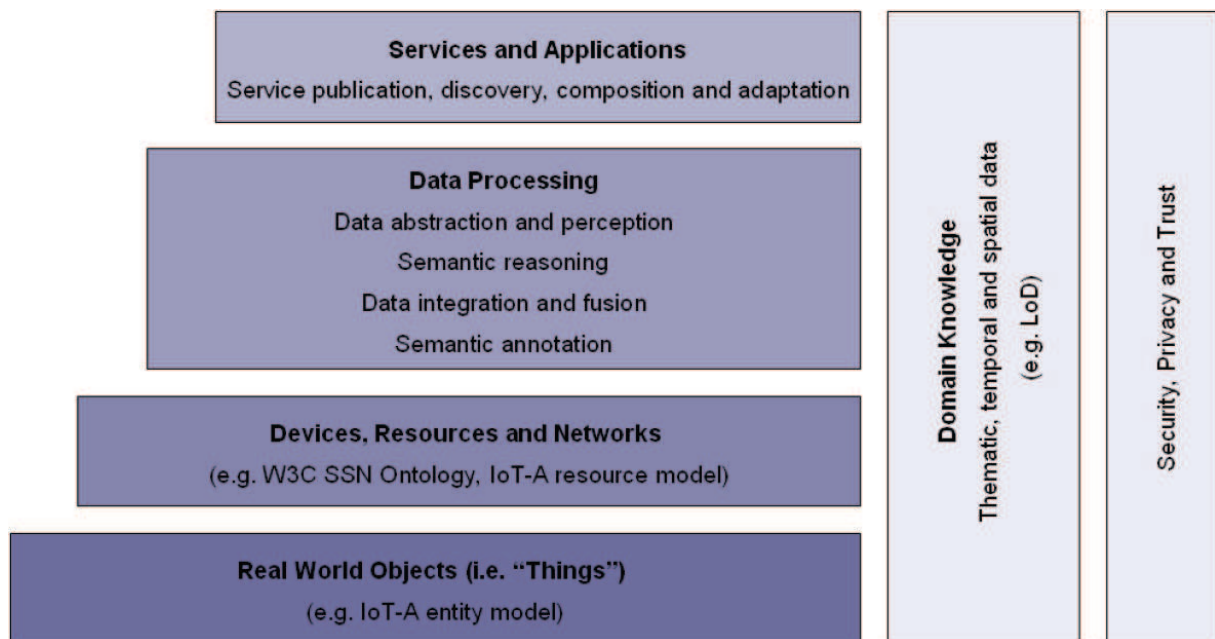 Services and Applications
Service publication, discovery, composition and adaptation
Data Processing
Data abstraction and perception
Semantic reasoning
Data integration and fusion
Semantic annotation
Devices, Resources and Networks
(e.g. W3C SSN Ontology, IoT-A resource model)
Real World Objects (i.e. “Things”)
(e.g. IoT-A entity model)
Domain Knowledge
Thematic, temporal and spatial data
(e.g. LoD)
Security, Privacy and Trust